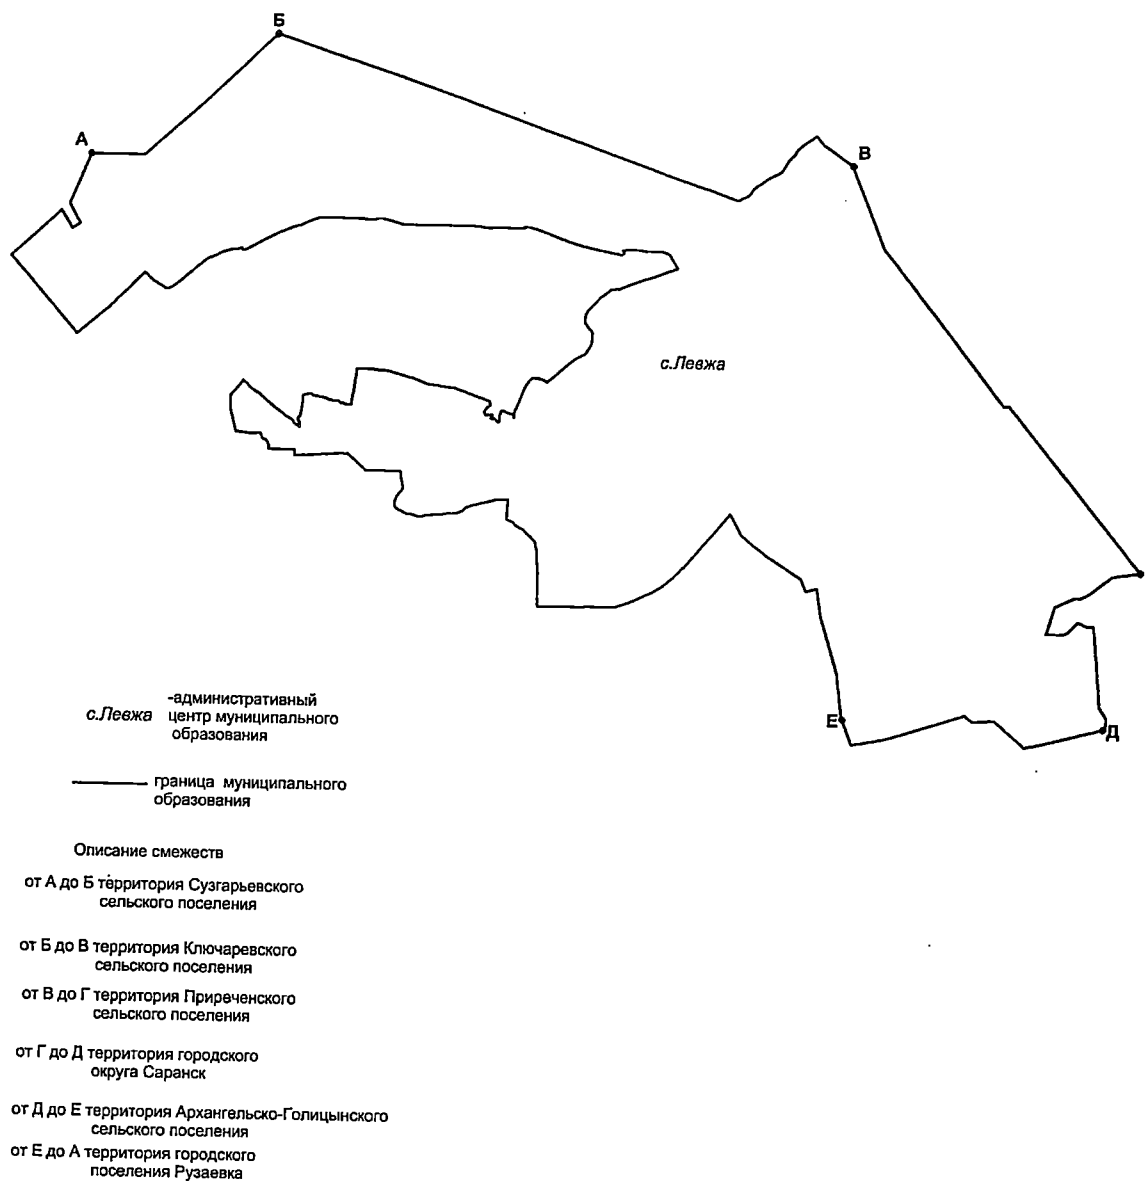 Б
А
В
с.Левжа
Е
Д
-административный
с.Левжа центр муниципального
образования
граница муниципального
образования
Описание смежеств
от А до Б территория Сузгарьевского
сельского поселения
от Б до В территория Ключаревского
сельского поселения
от В до Г территория Приреченского
сельского поселения
от Г до Д территория городского
округа Саранск
от Д до Е территория Архангельско-Голицынского
сельского поселения
от Е до А территория городского
поселения Рузаевка